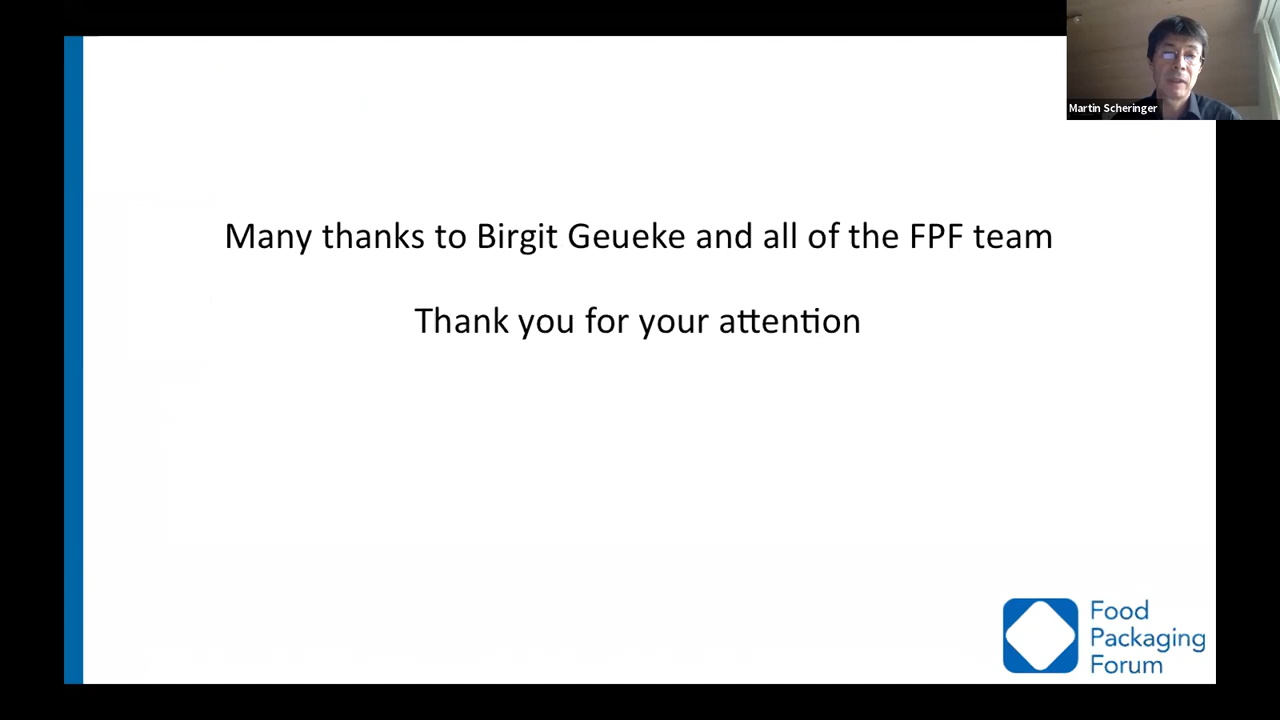 Martin Scheringer
Many thanks to Birgit Geueke and all of the FPF team
Thank you for your attention
Food
Packaging
Forum